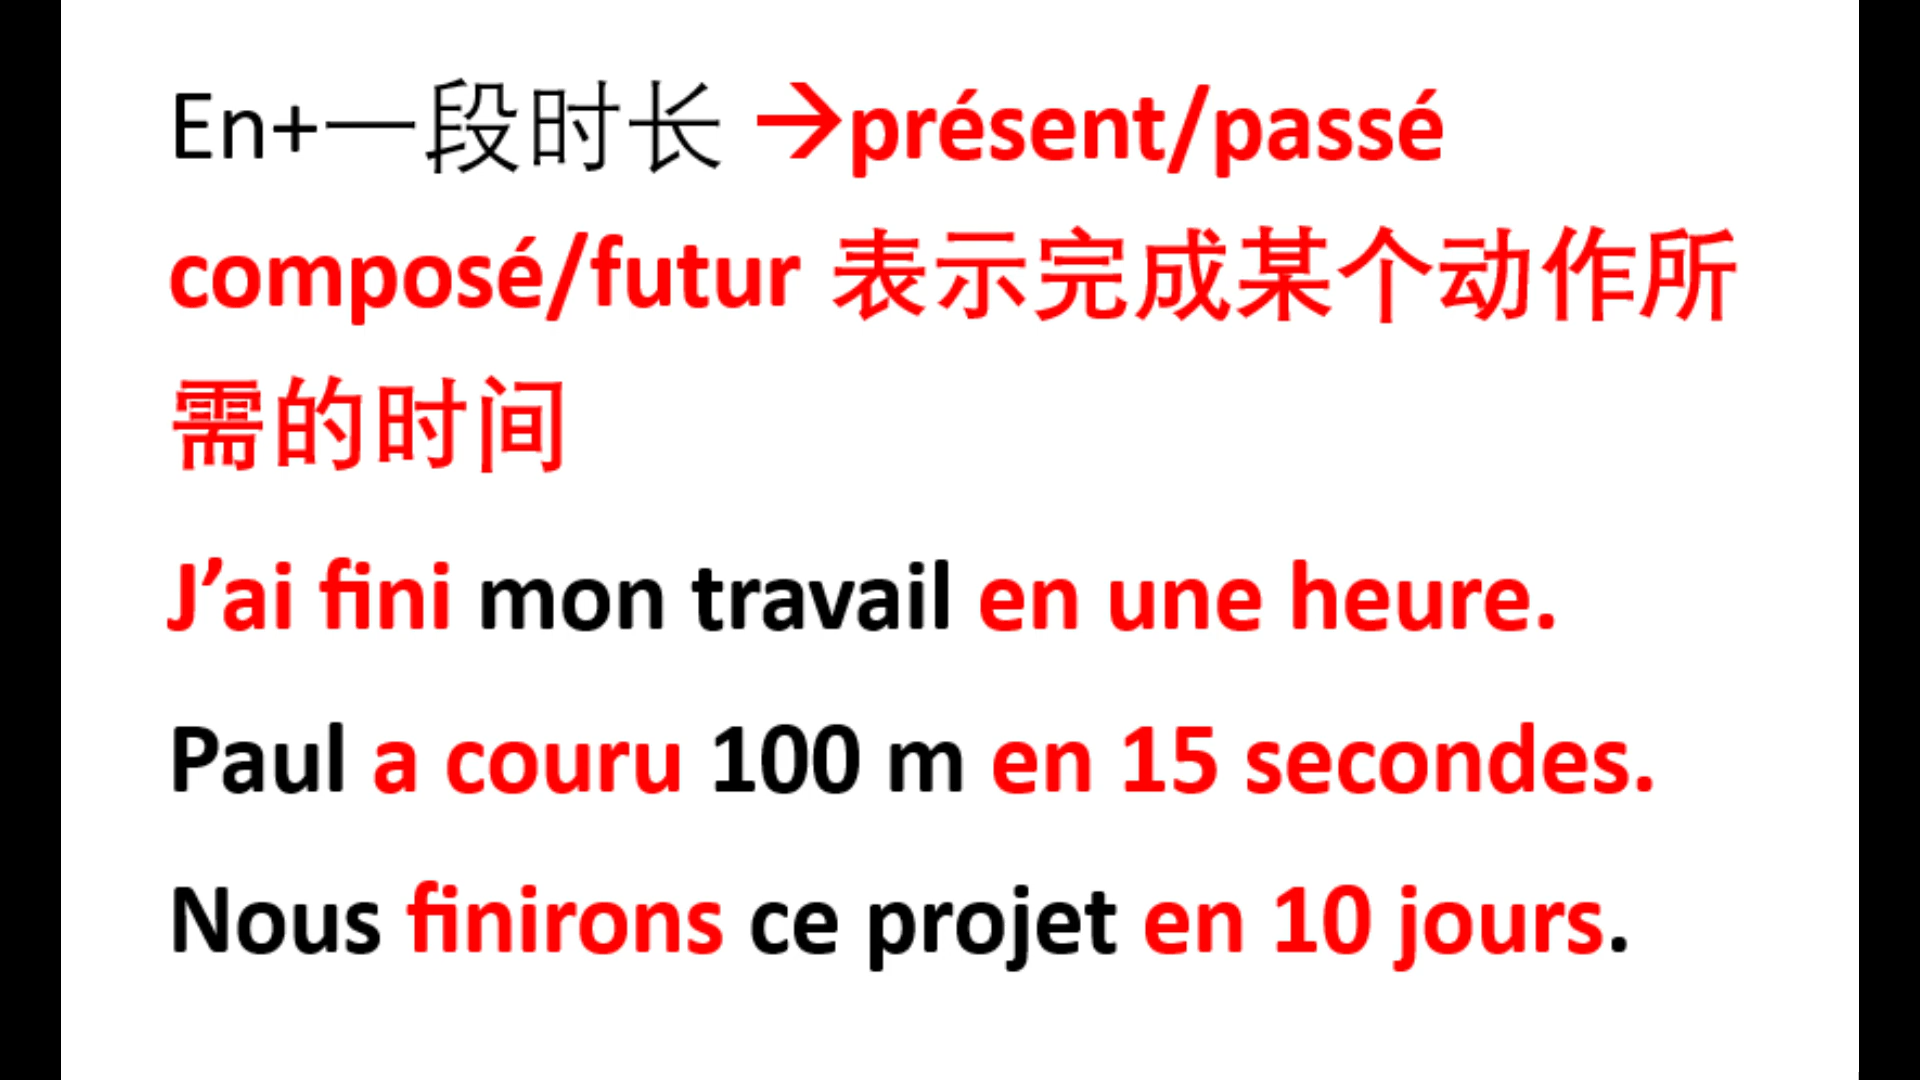 En+一段时长 →présent/passé
composé/futur 表示完成某个动作所
需的时间
J’ai fini mon travail en une heure.
Paul a couru 100 m en 15 secondes.
Nous finirons ce projet en 10 jours.